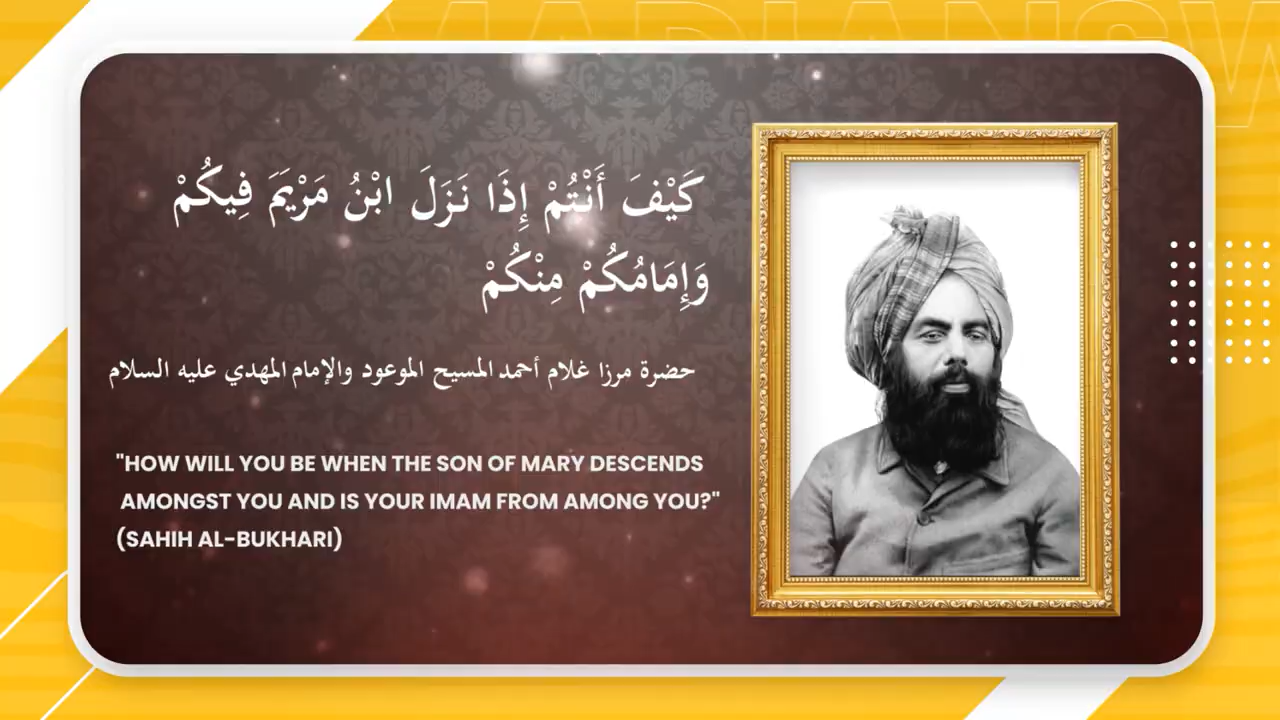 كَيْفَ أَنْتُمْ إِذَا نَزَلَ ابْنُ مَرْيَمَ فِيكُمْ
وَإِمَامُكُمْ مِنْكُمْ
حضرة مرزا غلام أحمد المسيح الموعود والإمام المهدي عليه السلام
"HOW WILL YOU BE WHEN THE SON OF MARY DESCENDS
AMONGST YOU AND IS YOUR IMAM FROM AMONG YOU?"
(SAHIH AL-BUKHARI)